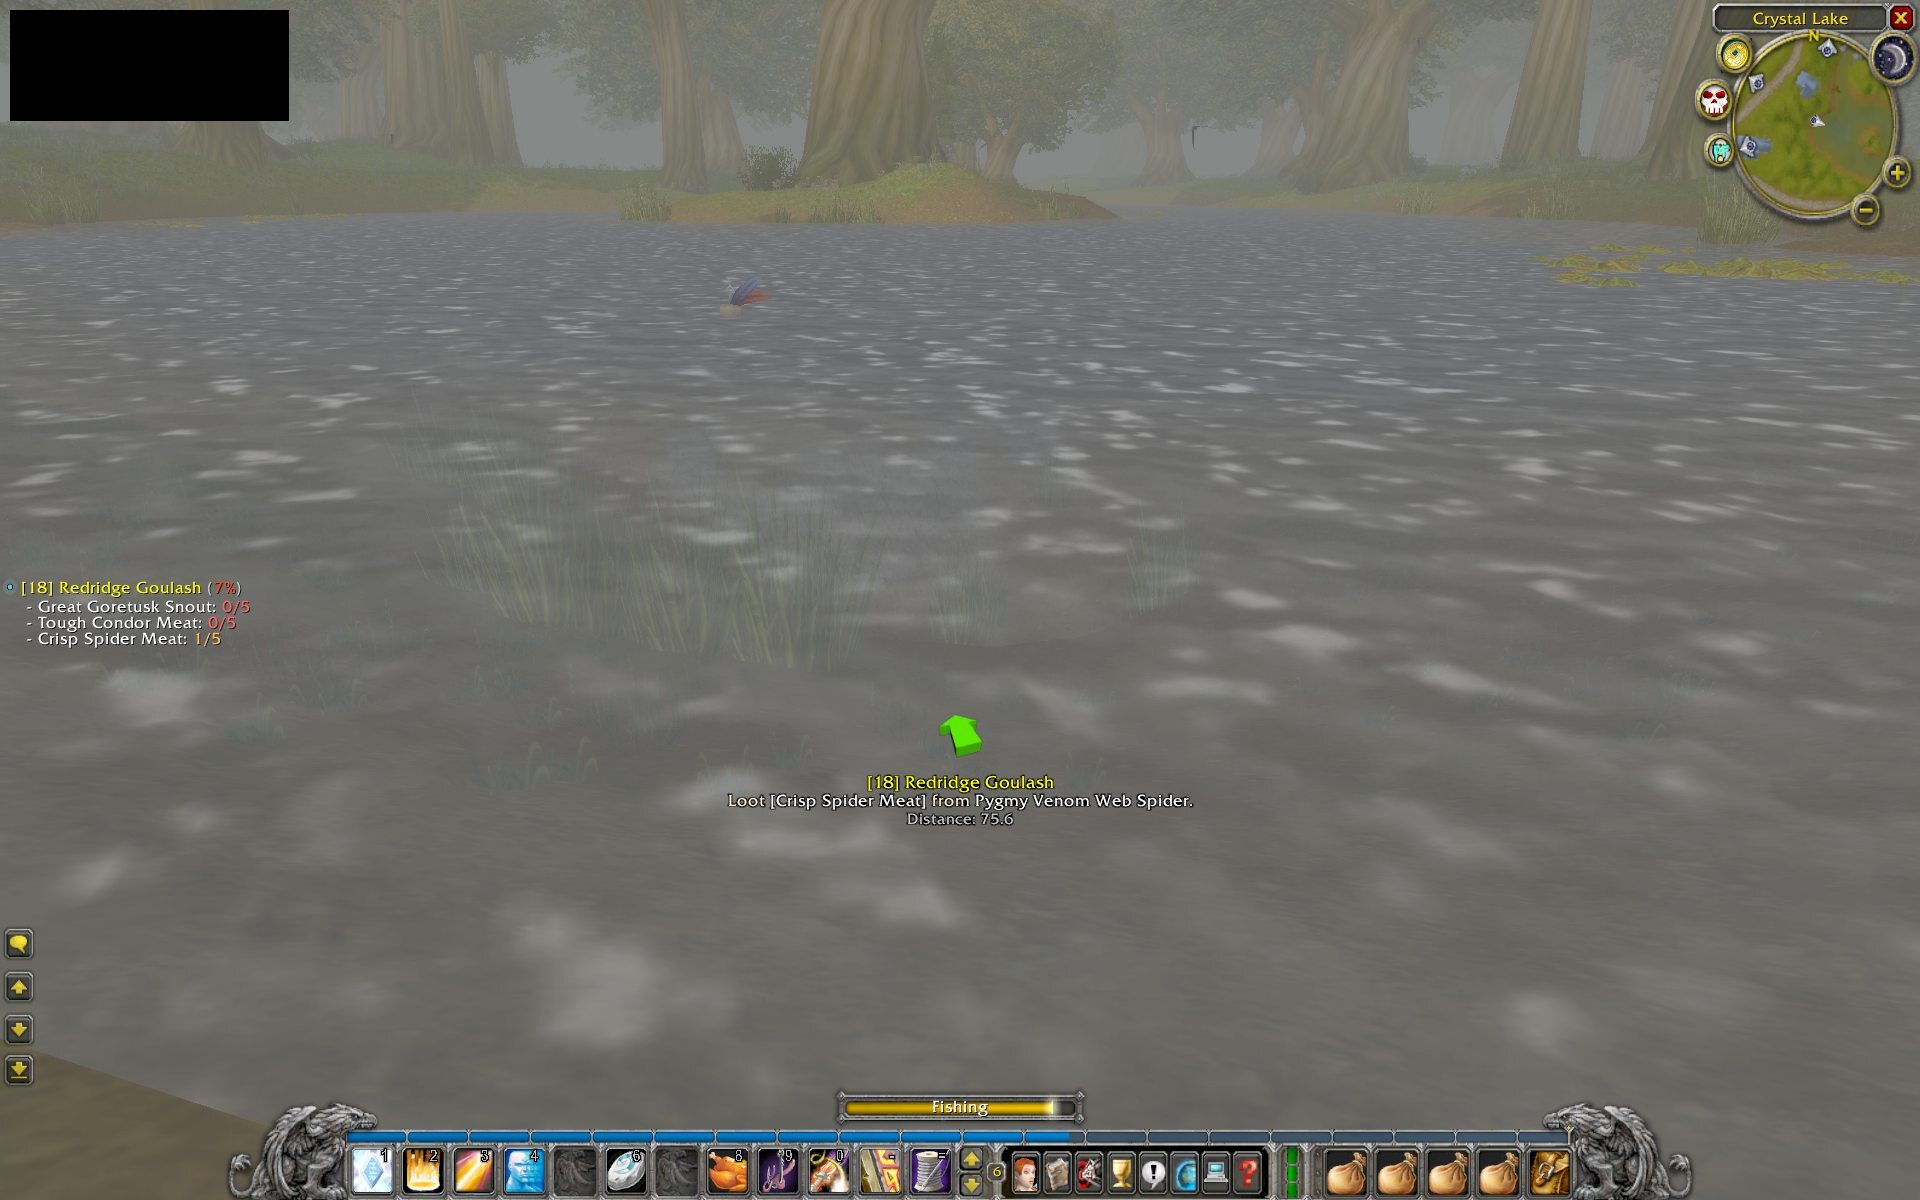 Crystal Lake
N
[18] Redridge Goulash (7%)
- Great Goretusk Snout: 0/5
- Tough Condor Meat: 0/5
- Crisp Spider Meat: 1/5
[18] Redridge Goulash
Loot [Crisp Spider Meat] from Pygmy Venom Web Spider.
Distance: 75.6
Fishing
1 2 3 4 6 8 9 0 - =
6